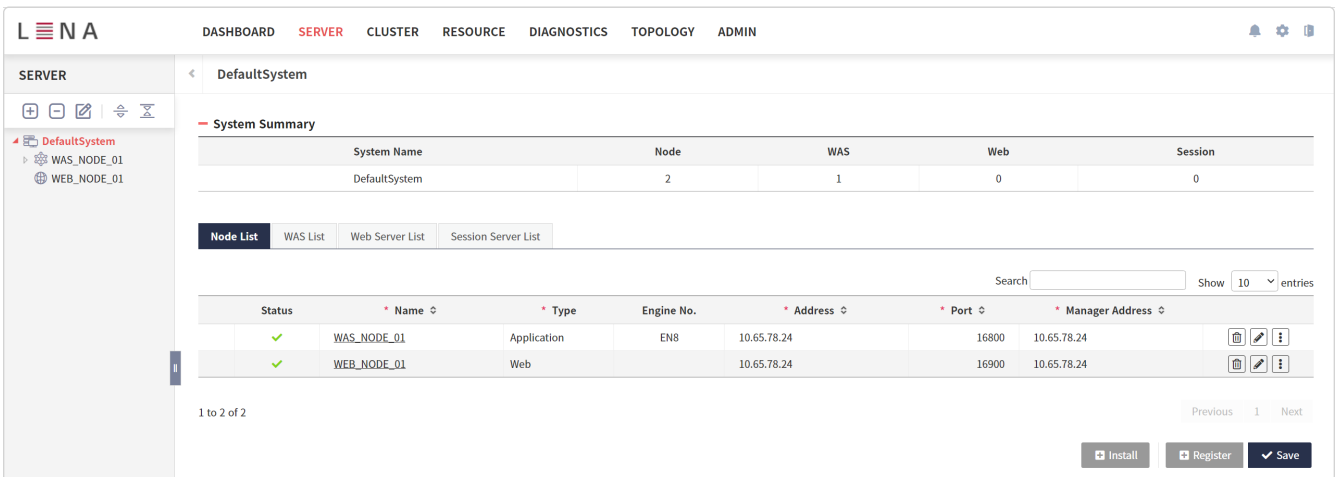 LENA DASHBOARD SERVER CLUSTER RESOURCE DIAGNOSTICS TOPOLOGY ADMIN
SERVER
DefaultSystem
DefaultSystem
WAS_NODE_01
WEB_NODE_01
System Summary
System Name Node WAS Web Session
DefaultSystem 2 1 0 0
Node List WAS List Web Server List Session Server List
Search Show 10 entries
Status * Name * Type Engine No. * Address * Port * Manager Address
WAS_NODE_01 Application EN8 10.65.78.24 16800 10.65.78.24
WEB_NODE_01 Web 10.65.78.24 16900 10.65.78.24
1 to 2 of 2 Previous 1 Next
Install Register Save